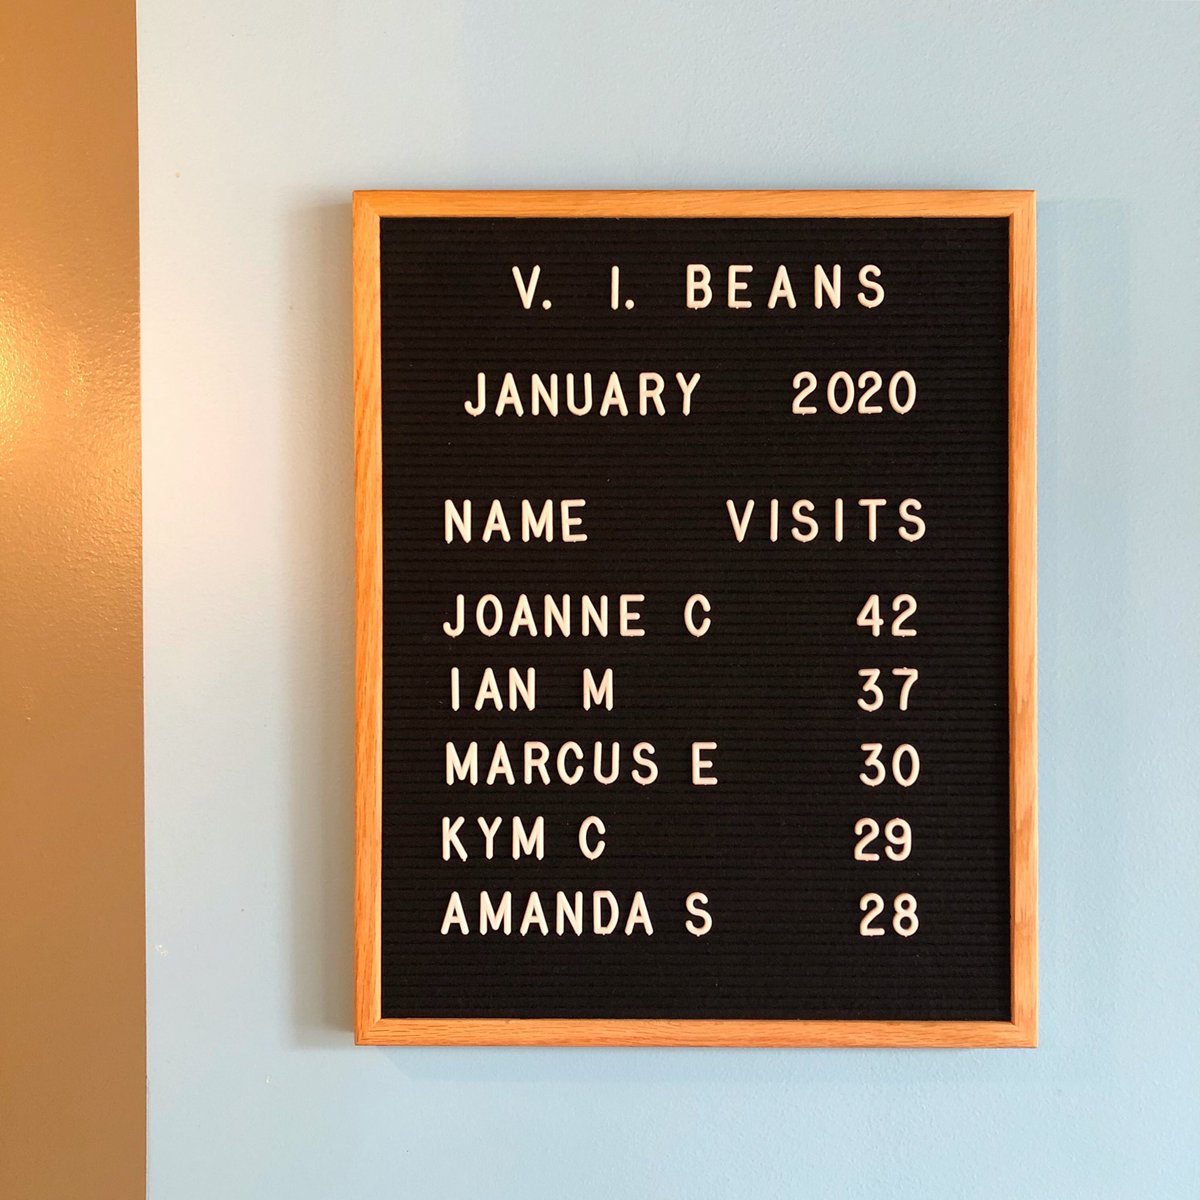 V. I. BEANS
JANUARY 2020
NAME VISITS
JOANNE C 42
IAN M 37
MARCUS E 30
KYM C 29
AMANDA S 28